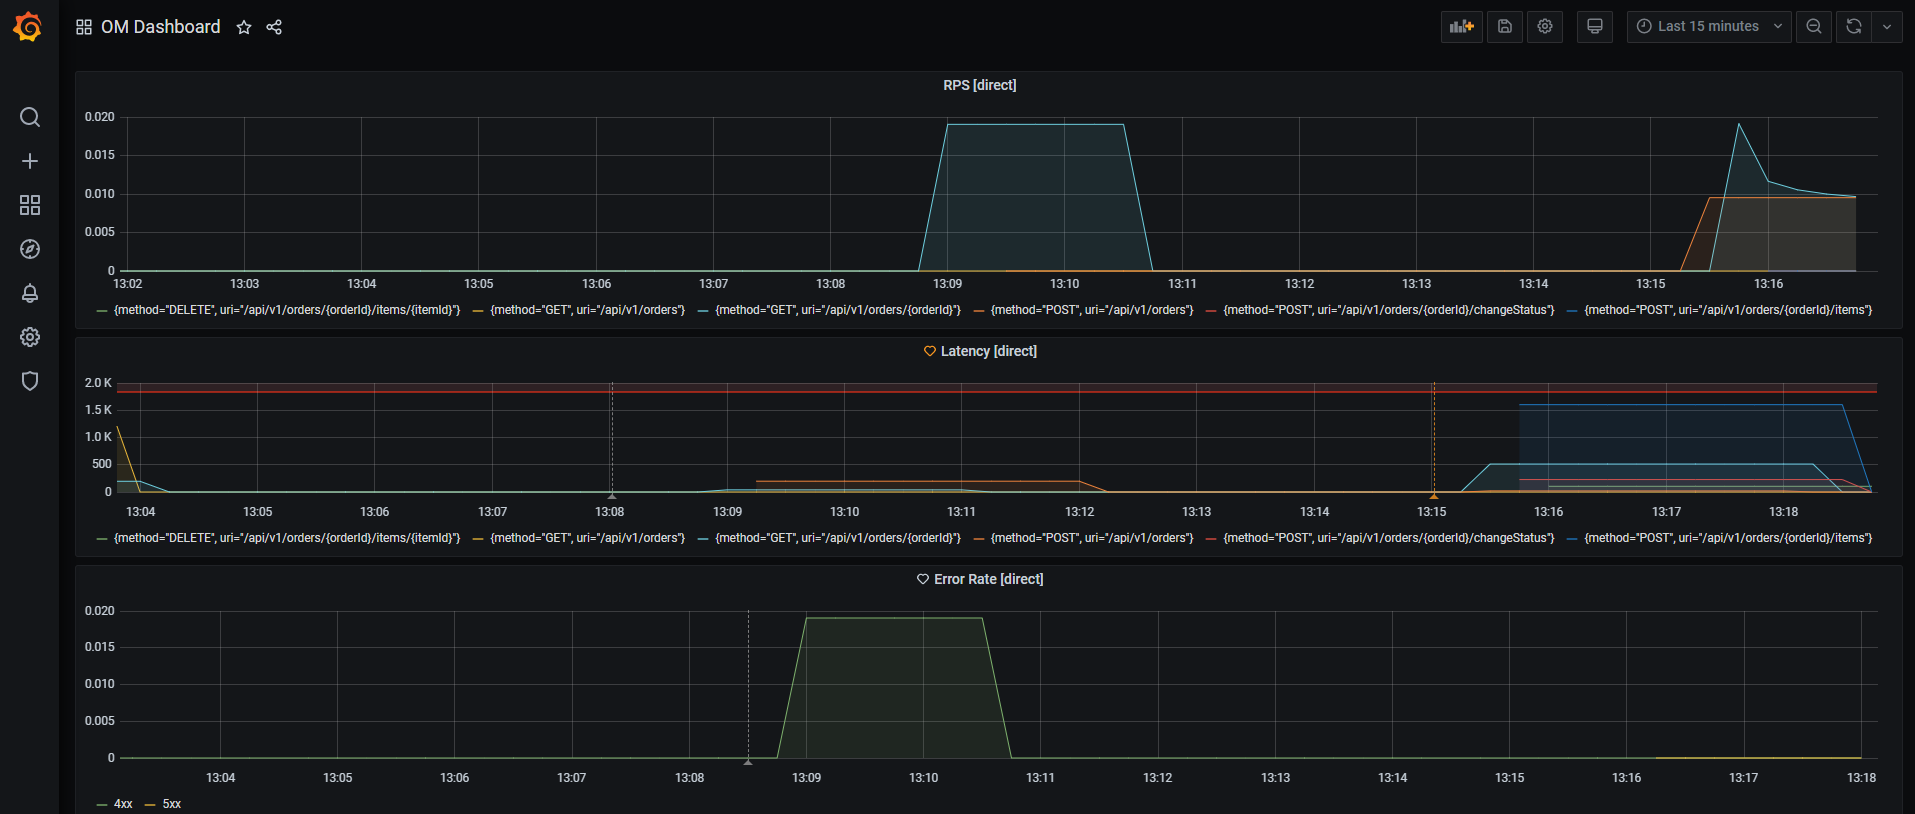 OM Dashboard
Last 15 minutes
RPS [direct]
0.020
0.015
0.010
0.005
0
13:02 13:03 13:04 13:05 13:06 13:07 13:08 13:09 13:10 13:11 13:12 13:13 13:14 13:15 13:16
{method="DELETE", uri="/api/v1/orders/{orderId}/items/{itemId}"} {method="GET", uri="/api/v1/orders"} {method="GET", uri="/api/v1/orders/{orderId}"} {method="POST", uri="/api/v1/orders"} {method="POST", uri="/api/v1/orders/{orderId}/changeStatus"} {method="POST", uri="/api/v1/orders/{orderId}/items"}
Latency [direct]
2.0 K
1.5 K
1.0 K
500
0
13:04 13:05 13:06 13:07 13:08 13:09 13:10 13:11 13:12 13:13 13:14 13:15 13:16 13:17 13:18
{method="DELETE", uri="/api/v1/orders/{orderId}/items/{itemId}"} {method="GET", uri="/api/v1/orders"} {method="GET", uri="/api/v1/orders/{orderId}"} {method="POST", uri="/api/v1/orders"} {method="POST", uri="/api/v1/orders/{orderId}/changeStatus"} {method="POST", uri="/api/v1/orders/{orderId}/items"}
Error Rate [direct]
0.020
0.015
0.010
0.005
0
13:04 13:05 13:06 13:07 13:08 13:09 13:10 13:11 13:12 13:13 13:14 13:15 13:16 13:17 13:18
4xx 5xx